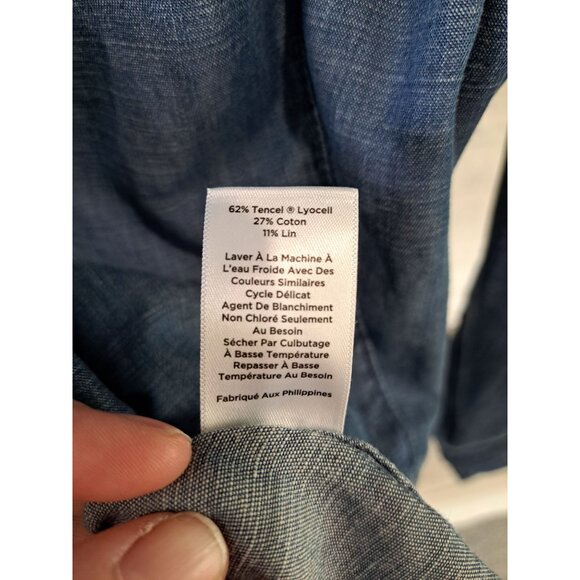 62% Tencel ® Lyocell
27% Coton
11% Lin
Laver À La Machine À
L'eau Froide Avec Des
Couleurs Similaires
Cycle Délicat
Agent De Blanchiment
Non Chloré Seulement
Au Besoin
Sécher Par Culbutage
À Basse Température
Repasser À Basse
Température Au Besoin
Fabriqué Aux Philippines